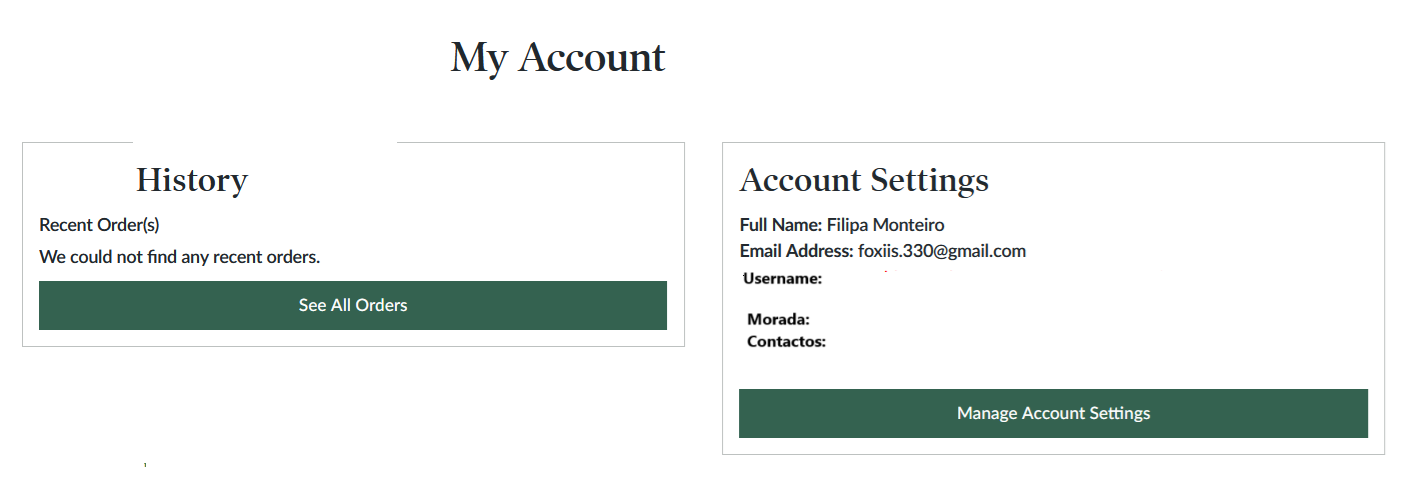 My Account
History
Recent Order(s)
We could not find any recent orders.
See All Orders
Account Settings
Full Name: Filipa Monteiro
Email Address: foxiis.330@gmail.com
Username:
Morada:
Contactos:
Manage Account Settings